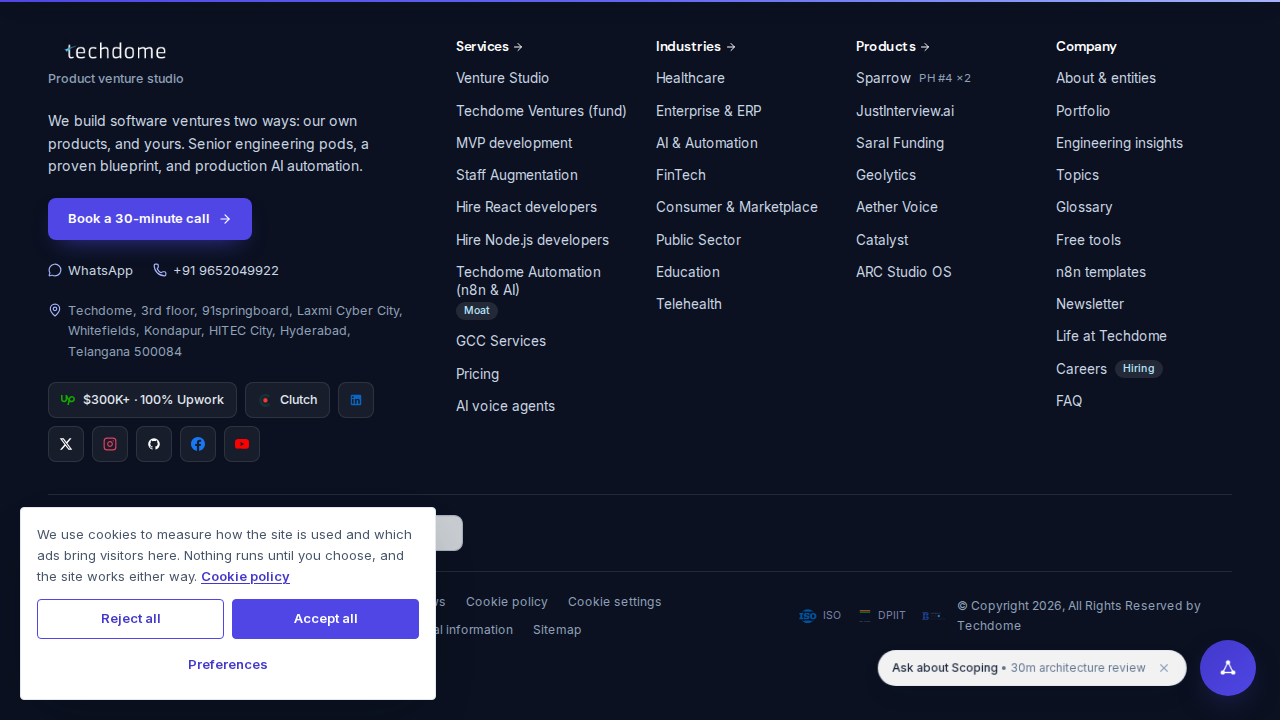 techdome
Product venture studio
We build software ventures two ways: our own
products, and yours. Senior engineering pods, a
proven blueprint, and production AI automation.
Book a 30-minute call →
WhatsApp +91 9652049922
Techdome, 3rd floor, 91springboard, Laxmi Cyber City,
Whitefields, Kondapur, HITEC City, Hyderabad,
Telangana 500084
Up $300K+ · 100% Upwork Clutch
Services →
Venture Studio
Techdome Ventures (fund)
MVP development
Staff Augmentation
Hire React developers
Hire Node.js developers
Techdome Automation
(n8n & AI)
Moat
GCC Services
Pricing
AI voice agents
Industries →
Healthcare
Enterprise & ERP
AI & Automation
FinTech
Consumer & Marketplace
Public Sector
Education
Telehealth
Products →
Sparrow PH #4 ×2
JustInterview.ai
Saral Funding
Geolytics
Aether Voice
Catalyst
ARC Studio OS
Company
About & entities
Portfolio
Engineering insights
Topics
Glossary
Free tools
n8n templates
Newsletter
Life at Techdome
Careers Hiring
FAQ
We use cookies to measure how the site is used and which
ads bring visitors here. Nothing runs until you choose, and
the site works either way. Cookie policy
Reject all Accept all
Preferences
Cookie policy Cookie settings
information Sitemap
ISO ISO DPIIT
© Copyright 2026, All Rights Reserved by
Techdome
Ask about Scoping • 30m architecture review ×